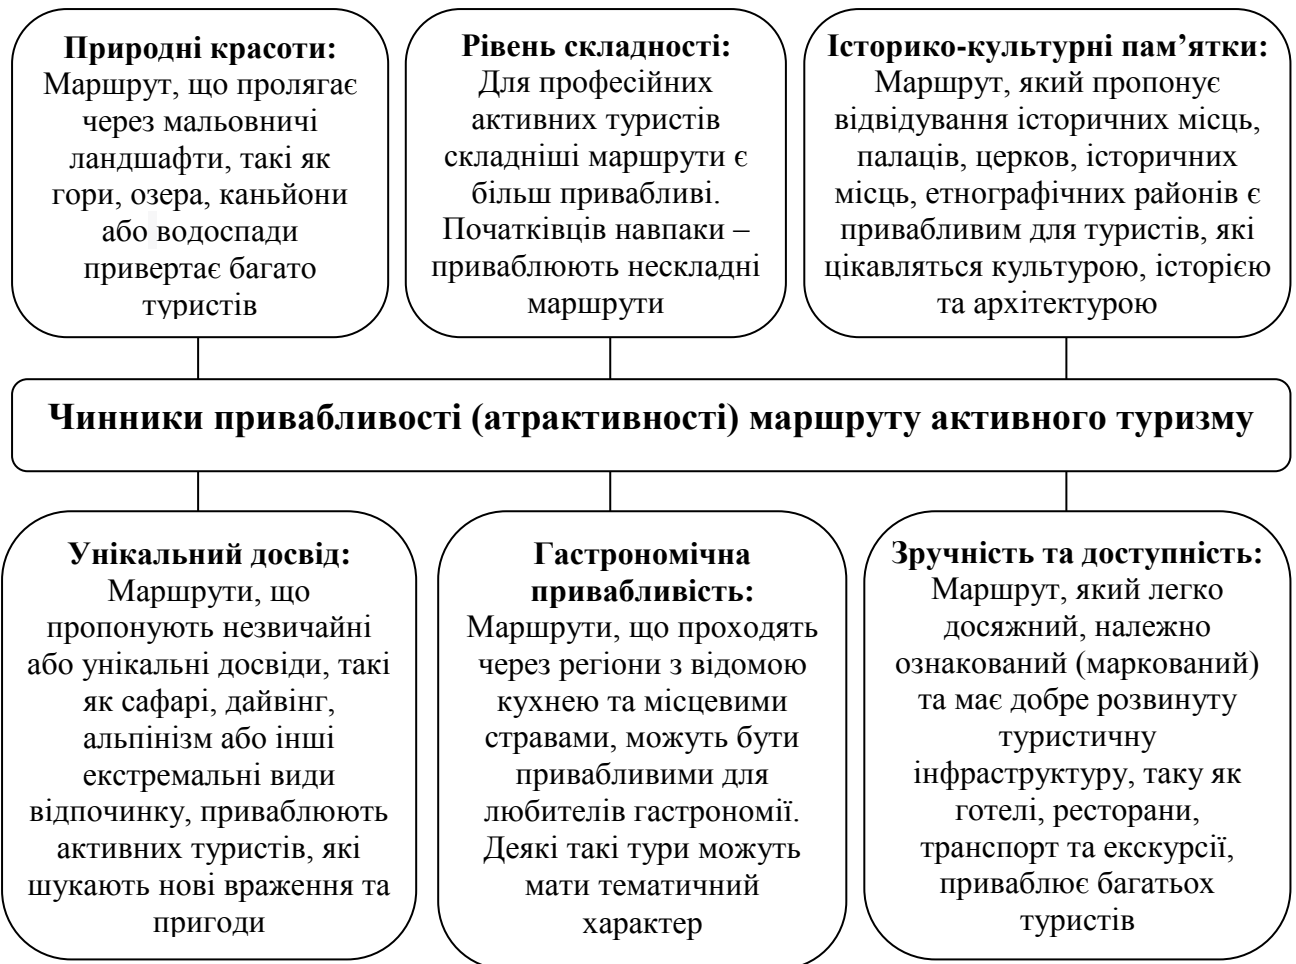 Природні красоти:
Маршрут, що пролягає
через мальовничі
ландшафти, такі як
гори, озера, каньйони
або водоспади
привертає багато
туристів
Рівень складності:
Для професійних
активних туристів
складніші маршрути є
більш привабливі.
Початківців навпаки –
приваблюють нескладні
маршрути
Історико-культурні пам’ятки:
Маршрут, який пропонує
відвідування історичних місць,
палаців, церков, історичних
місць, етнографічних районів є
привабливим для туристів, які
цікавляться культурою, історією
та архітектурою
Чинники привабливості (атрактивності) маршруту активного туризму
Унікальний досвід:
Маршрути, що
пропонують незвичайні
або унікальні досвіди, такі
як сафарі, дайвінг,
альпінізм або інші
екстремальні види
відпочинку, приваблюють
активних туристів, які
шукають нові враження та
пригоди
Гастрономічна
привабливість:
Маршрути, що проходять
через регіони з відомою
кухнею та місцевими
стравами, можуть бути
привабливими для
любителів гастрономії.
Деякі такі тури можуть
мати тематичний
характер
Зручність та доступність:
Маршрут, який легко
досяжний, належно
ознакований (маркований)
та має добре розвинуту
туристичну
інфраструктуру, таку як
готелі, ресторани,
транспорт та екскурсії,
приваблює багатьох
туристів